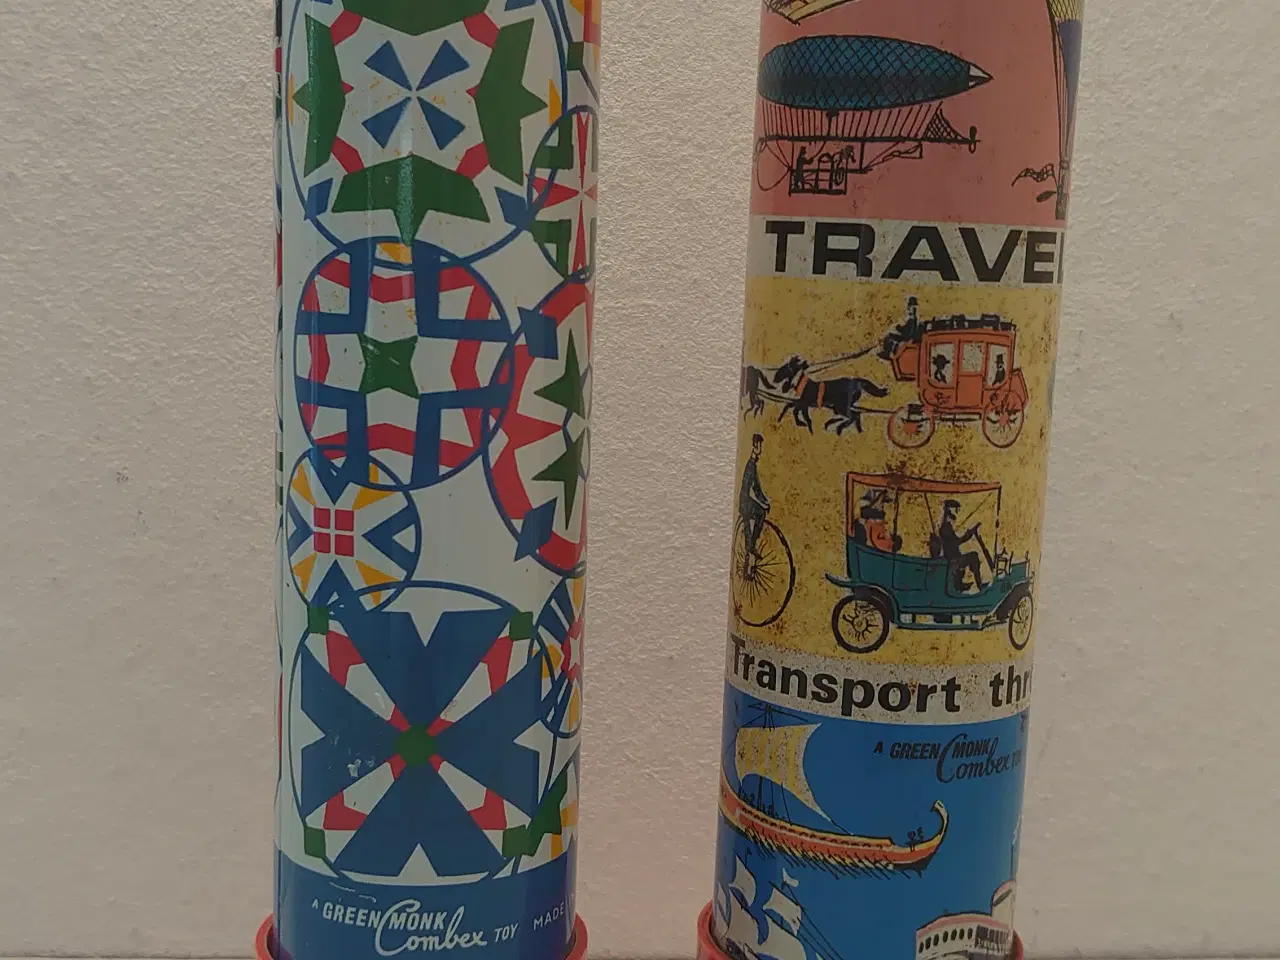 TRAVEL
Transport thr
A GREEN MONK
Combex TOY
A GREEN MONK
Combex TOY MADE